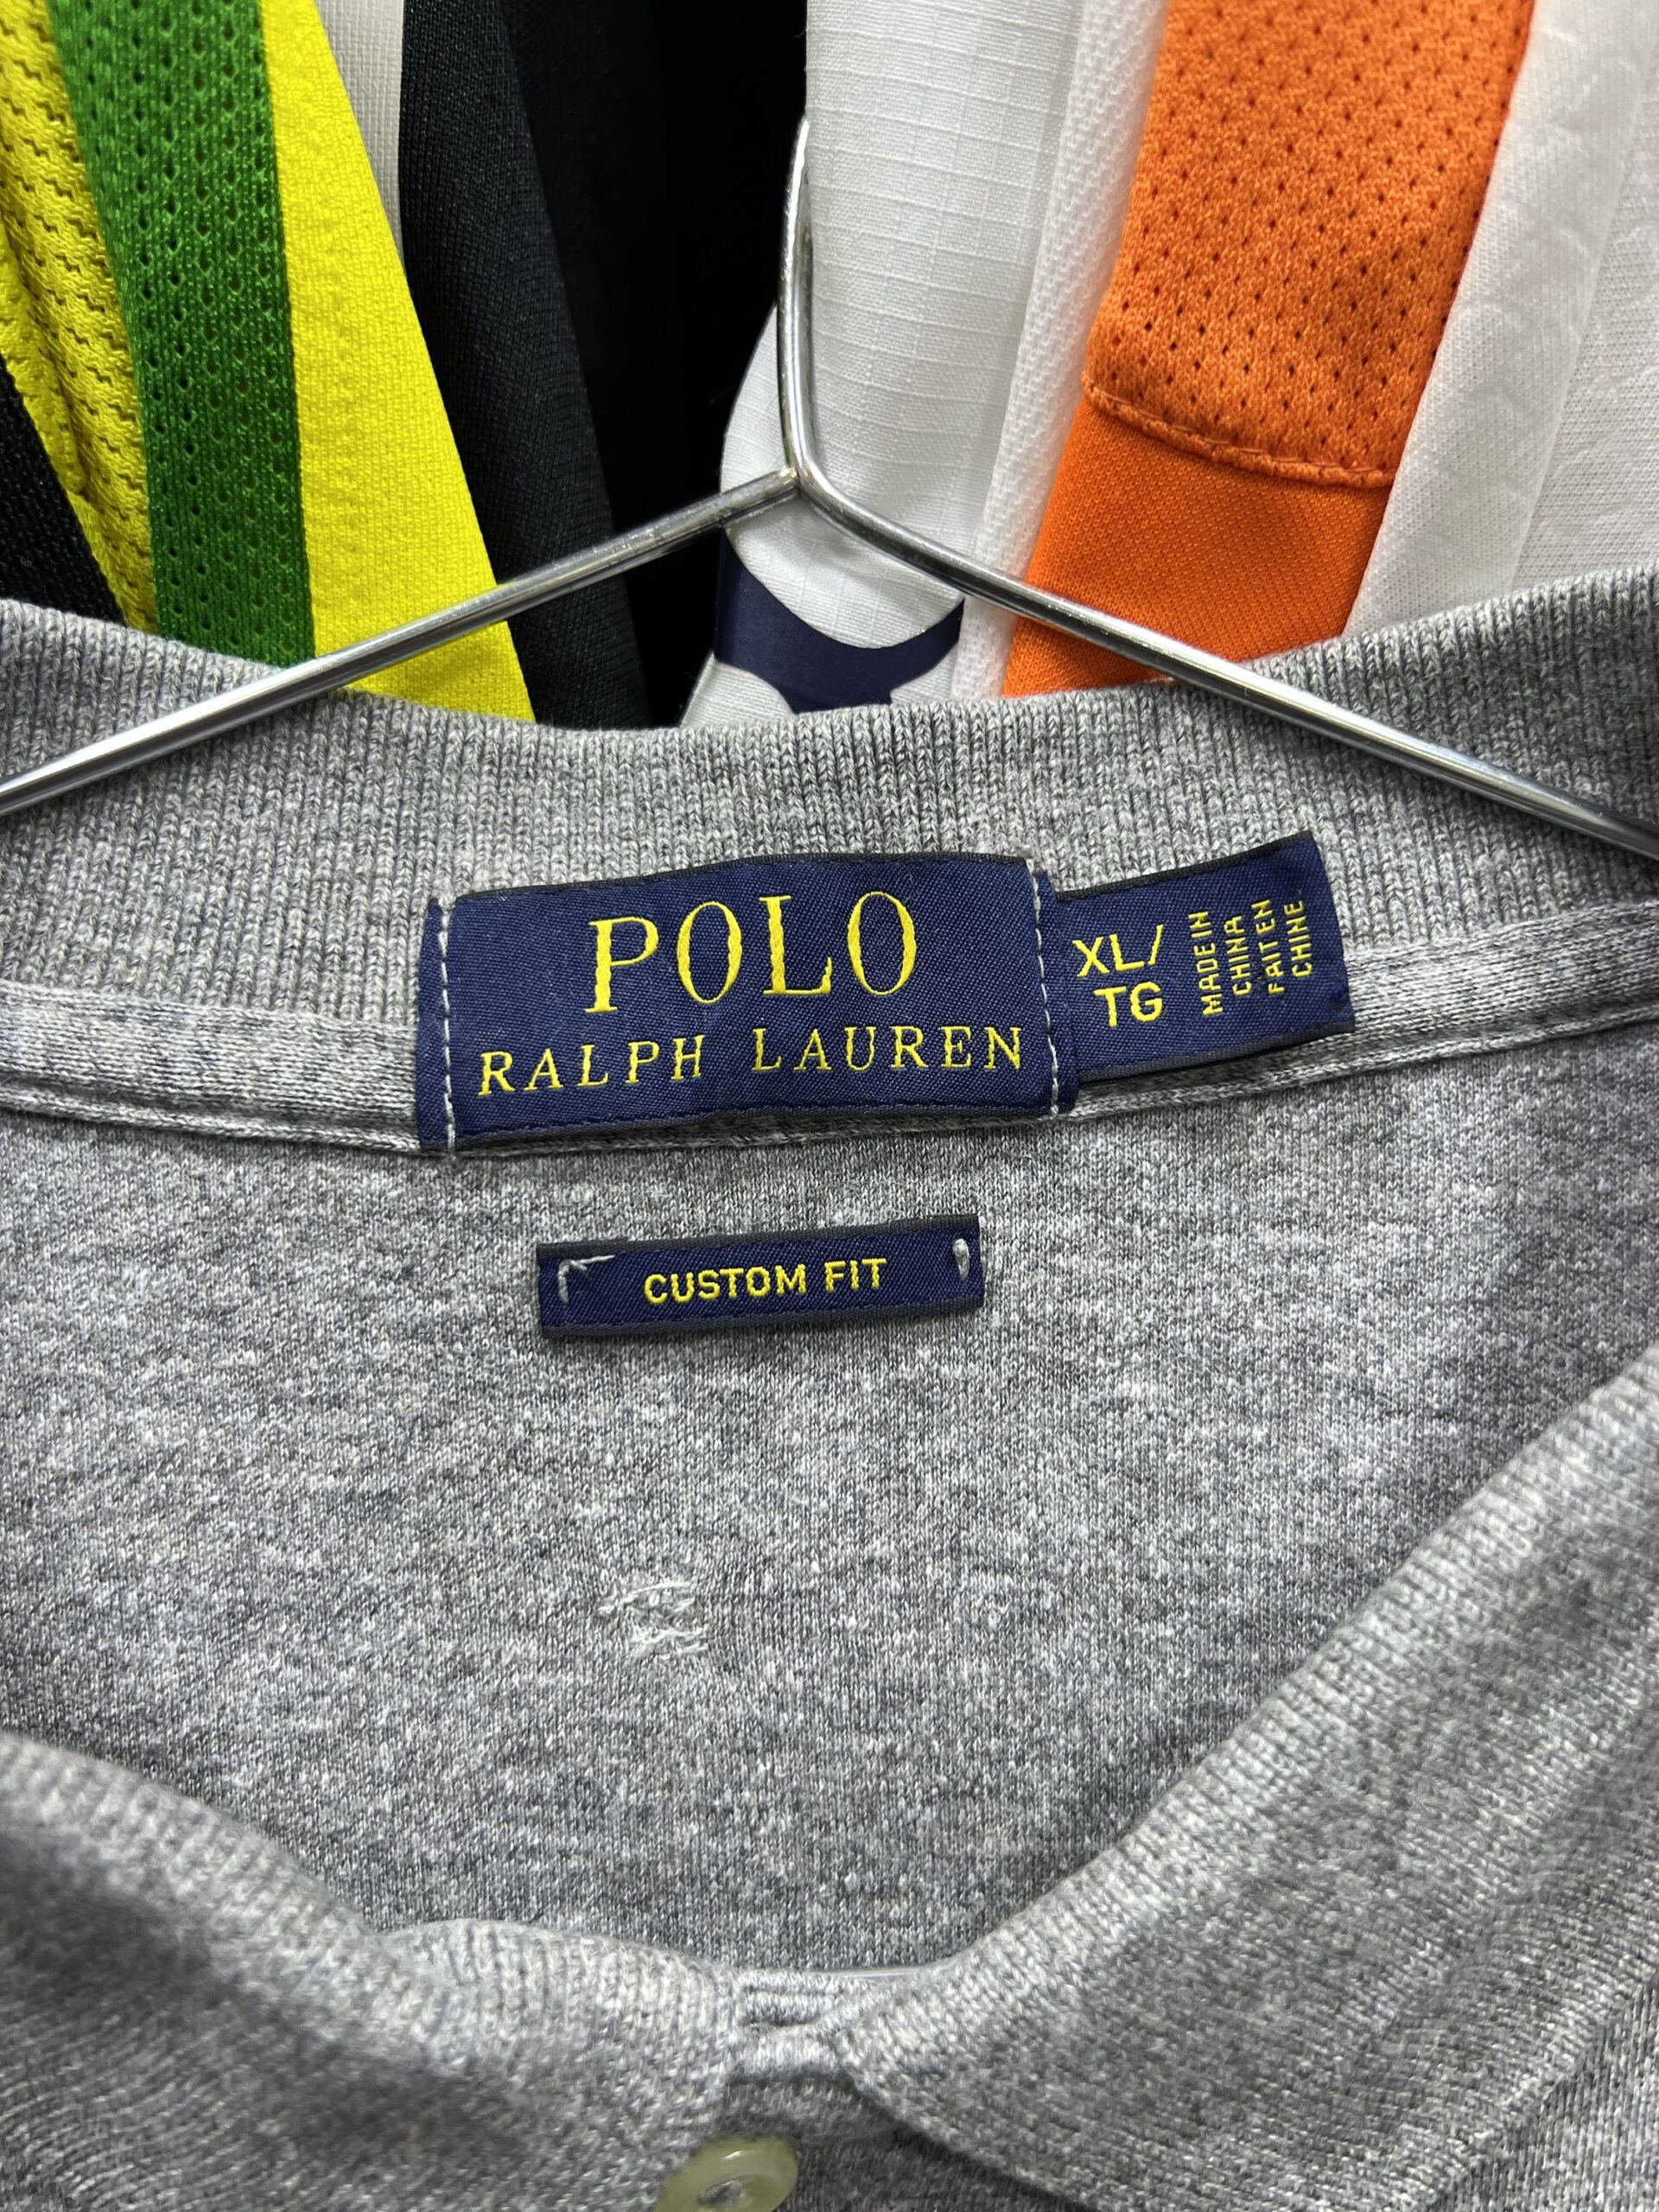 POLO
RALPH LAUREN
XL/
TG
MADE IN
CHINA
FAIT EN
CHINE
CUSTOM FIT